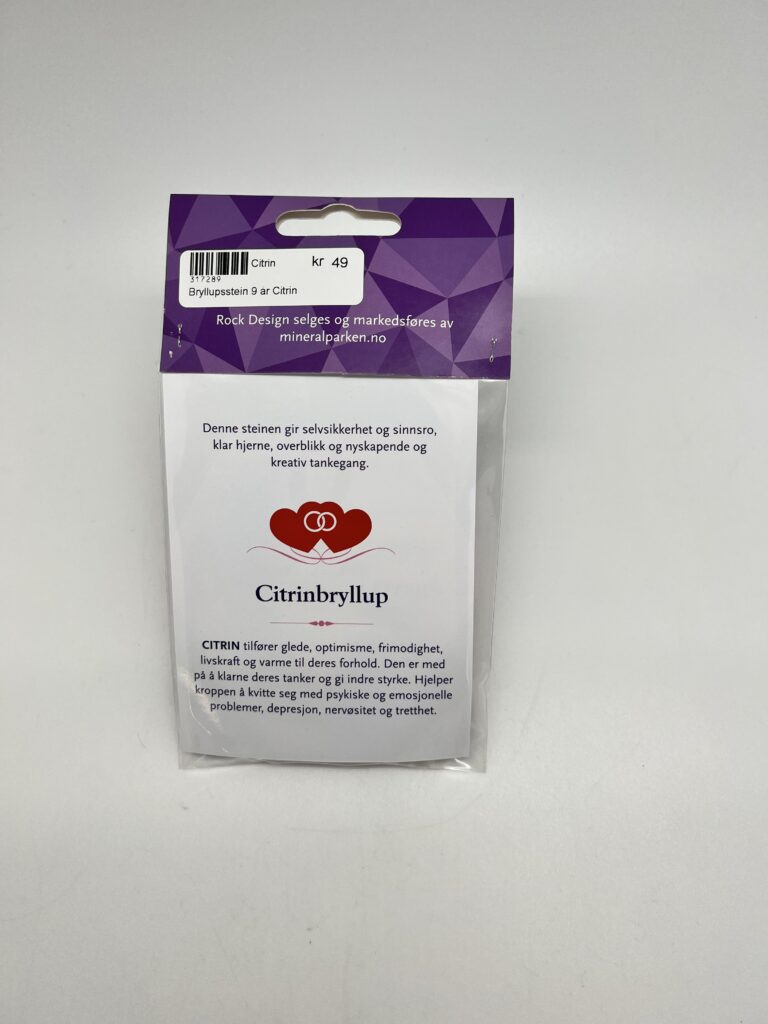 Citrin kr 49
317289
Bryllupsstein 9 år Citrin
Rock Design selges og markedsføres av
mineralparken.no
Denne steinen gir selvsikkerhet og sinnsro,
klar hjerne, overblikk og nyskapende og
kreativ tankegang.
Citrinbryllup
CITRIN tilfører glede, optimisme, frimodighet,
livskraft og varme til deres forhold. Den er med
på å klarne deres tanker og gi indre styrke. Hjelper
kroppen å kvitte seg med psykiske og emosjonelle
problemer, depresjon, nervøsitet og tretthet.